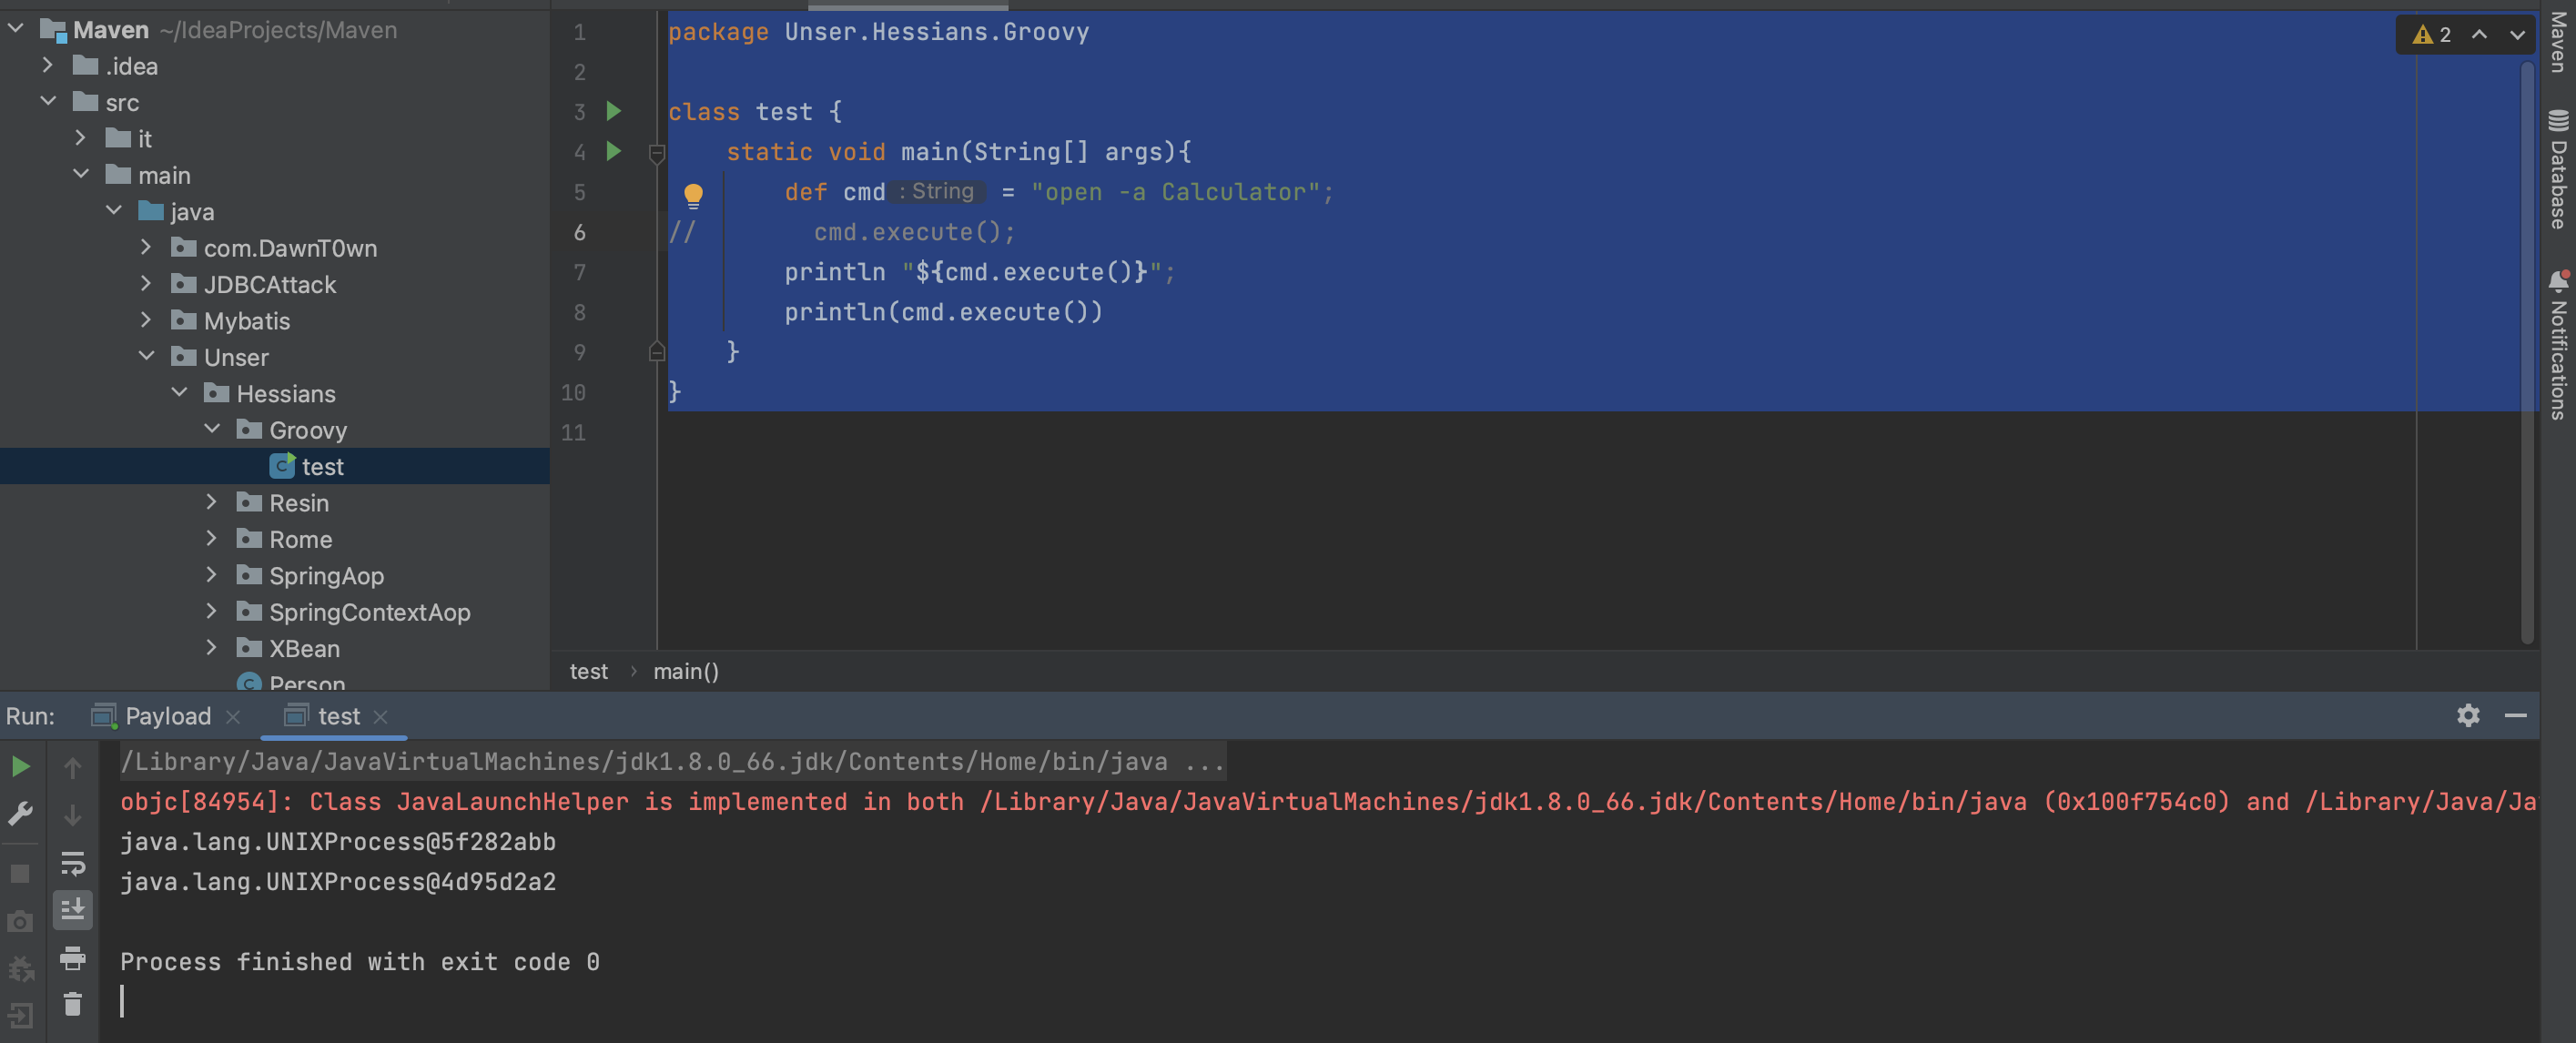 Maven ~/IdeaProjects/Maven
.idea
src
it
main
java
com.DawnT0wn
JDBCAttack
Mybatis
Unser
Hessians
Groovy
test
Resin
Rome
SpringAop
SpringContextAop
XBean
Person
1 package Unser.Hessians.Groovy
2
3 class test {
4 static void main(String[] args){
5 def cmd : String = "open -a Calculator";
6 // cmd.execute();
7 println "${cmd.execute()}";
8 println(cmd.execute())
9 }
10 }
11
2
Maven
Database
Notifications
test › main()
Run: Payload test
/Library/Java/JavaVirtualMachines/jdk1.8.0_66.jdk/Contents/Home/bin/java ...
objc[84954]: Class JavaLaunchHelper is implemented in both /Library/Java/JavaVirtualMachines/jdk1.8.0_66.jdk/Contents/Home/bin/java (0x100f754c0) and /Library/Java/Ja
java.lang.UNIXProcess@5f282abb
java.lang.UNIXProcess@4d95d2a2
Process finished with exit code 0